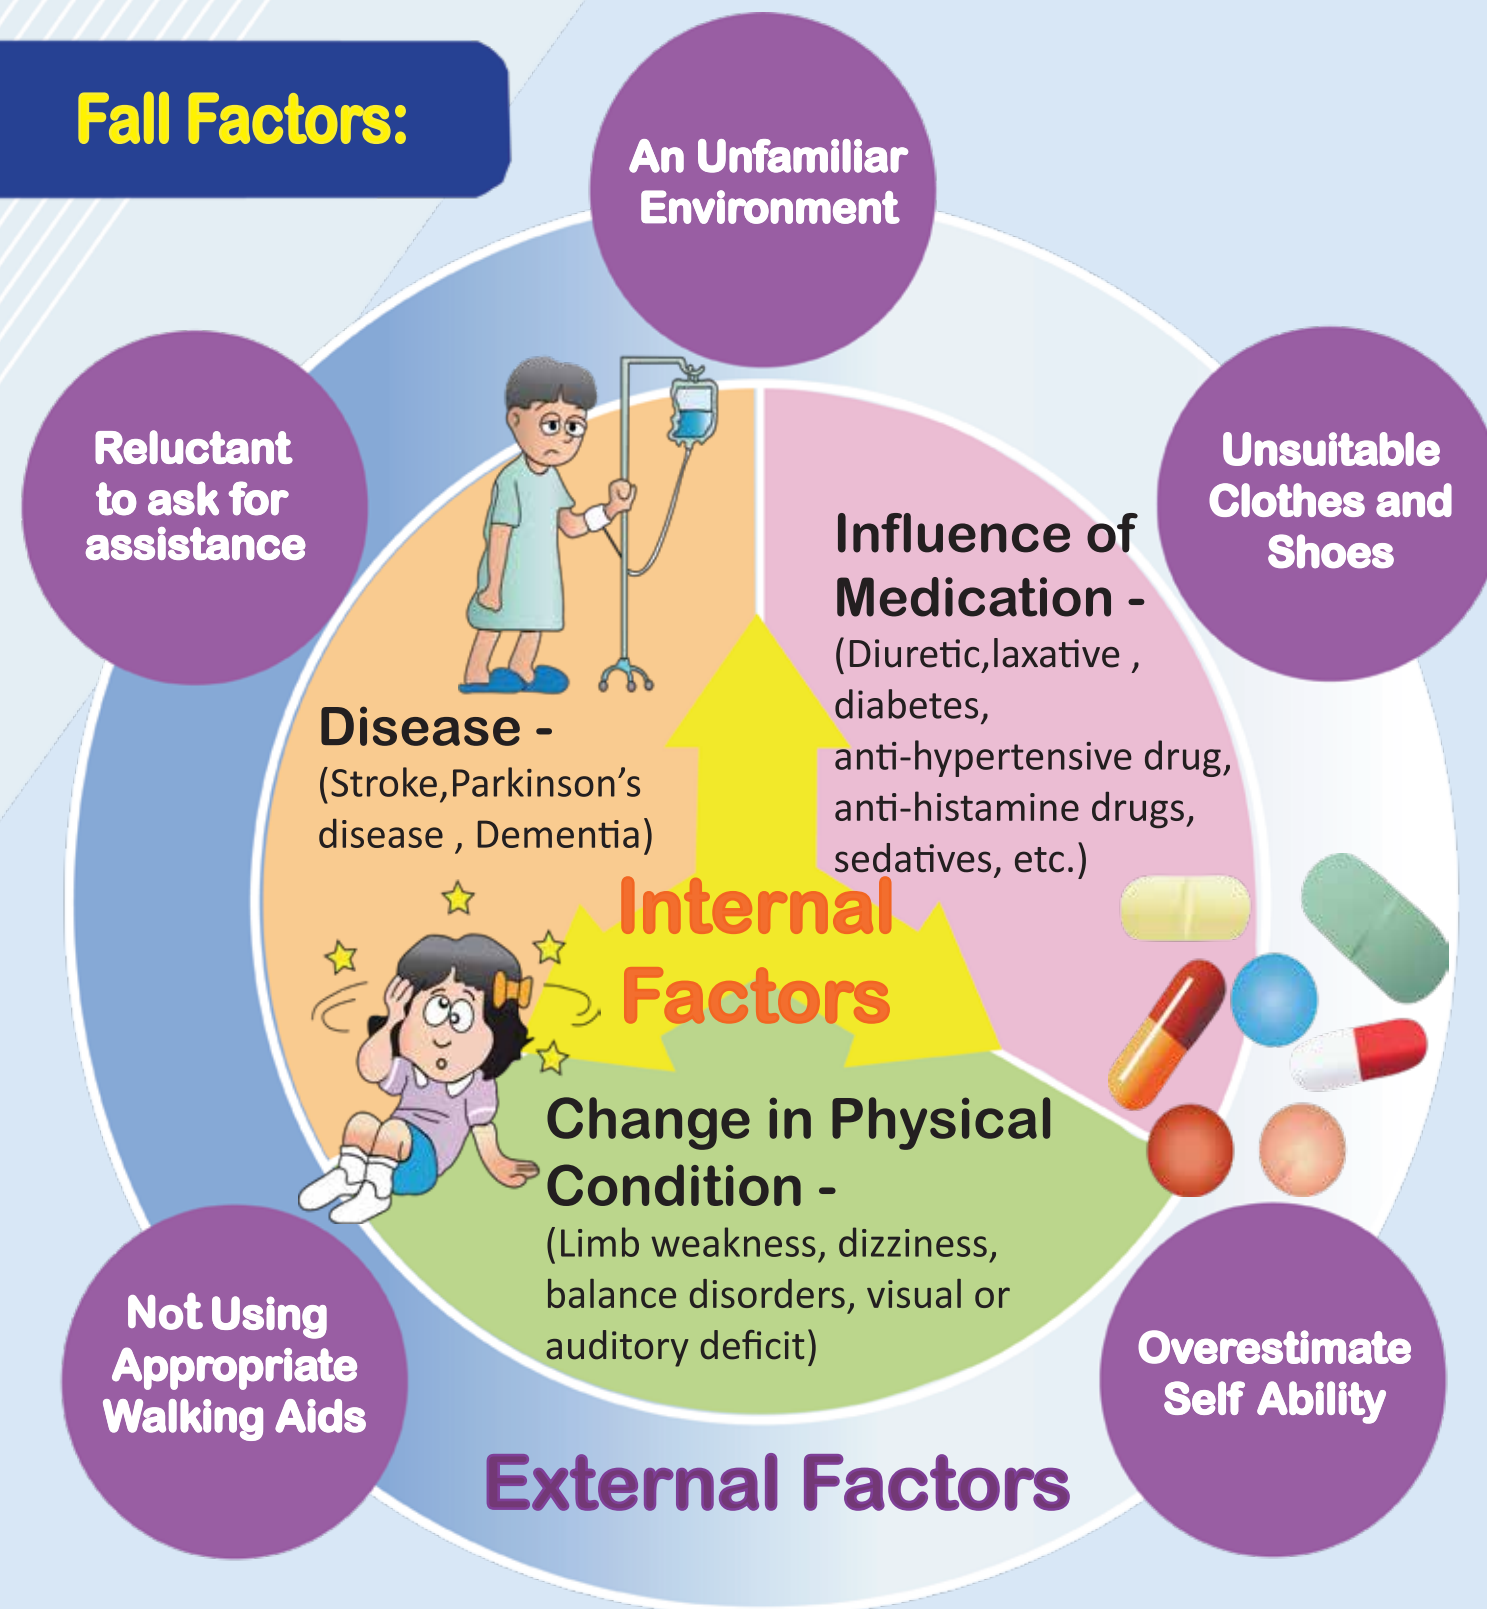 Fall Factors:
An Unfamiliar
Environment
Reluctant
to ask for
assistance
Unsuitable
Clothes and
Shoes
Influence of
Medication -
(Diuretic,laxative ,
diabetes,
anti-hypertensive drug,
anti-histamine drugs,
sedatives, etc.)
Disease -
(Stroke,Parkinson’s
disease , Dementia)
Internal
Factors
Change in Physical
Condition -
(Limb weakness, dizziness,
balance disorders, visual or
auditory deficit)
Not Using
Appropriate
Walking Aids
Overestimate
Self Ability
External Factors